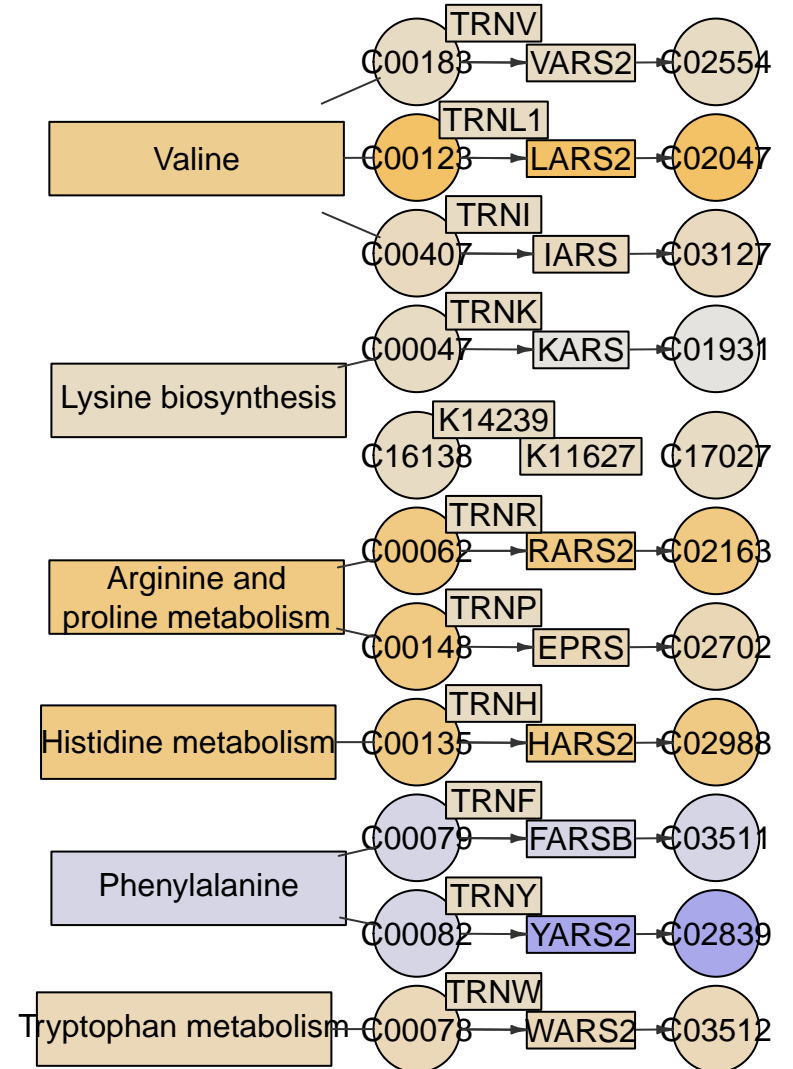 TRNV
C00183 VARS2 C02554
TRNL1
Valine C00123 LARS2 C02047
TRNI
C00407 IARS C03127
TRNK
C00047 KARS C01931
Lysine biosynthesis
K14239
C16138 K11627 C17027
TRNR
C00062 RARS2 C02163
Arginine and
proline metabolism
TRNP
C00148 EPRS C02702
TRNH
Histidine metabolism C00135 HARS2 C02988
TRNF
C00079 FARSB C03511
Phenylalanine
TRNY
C00082 YARS2 C02839
TRNW
Tryptophan metabolism C00078 WARS2 C03512